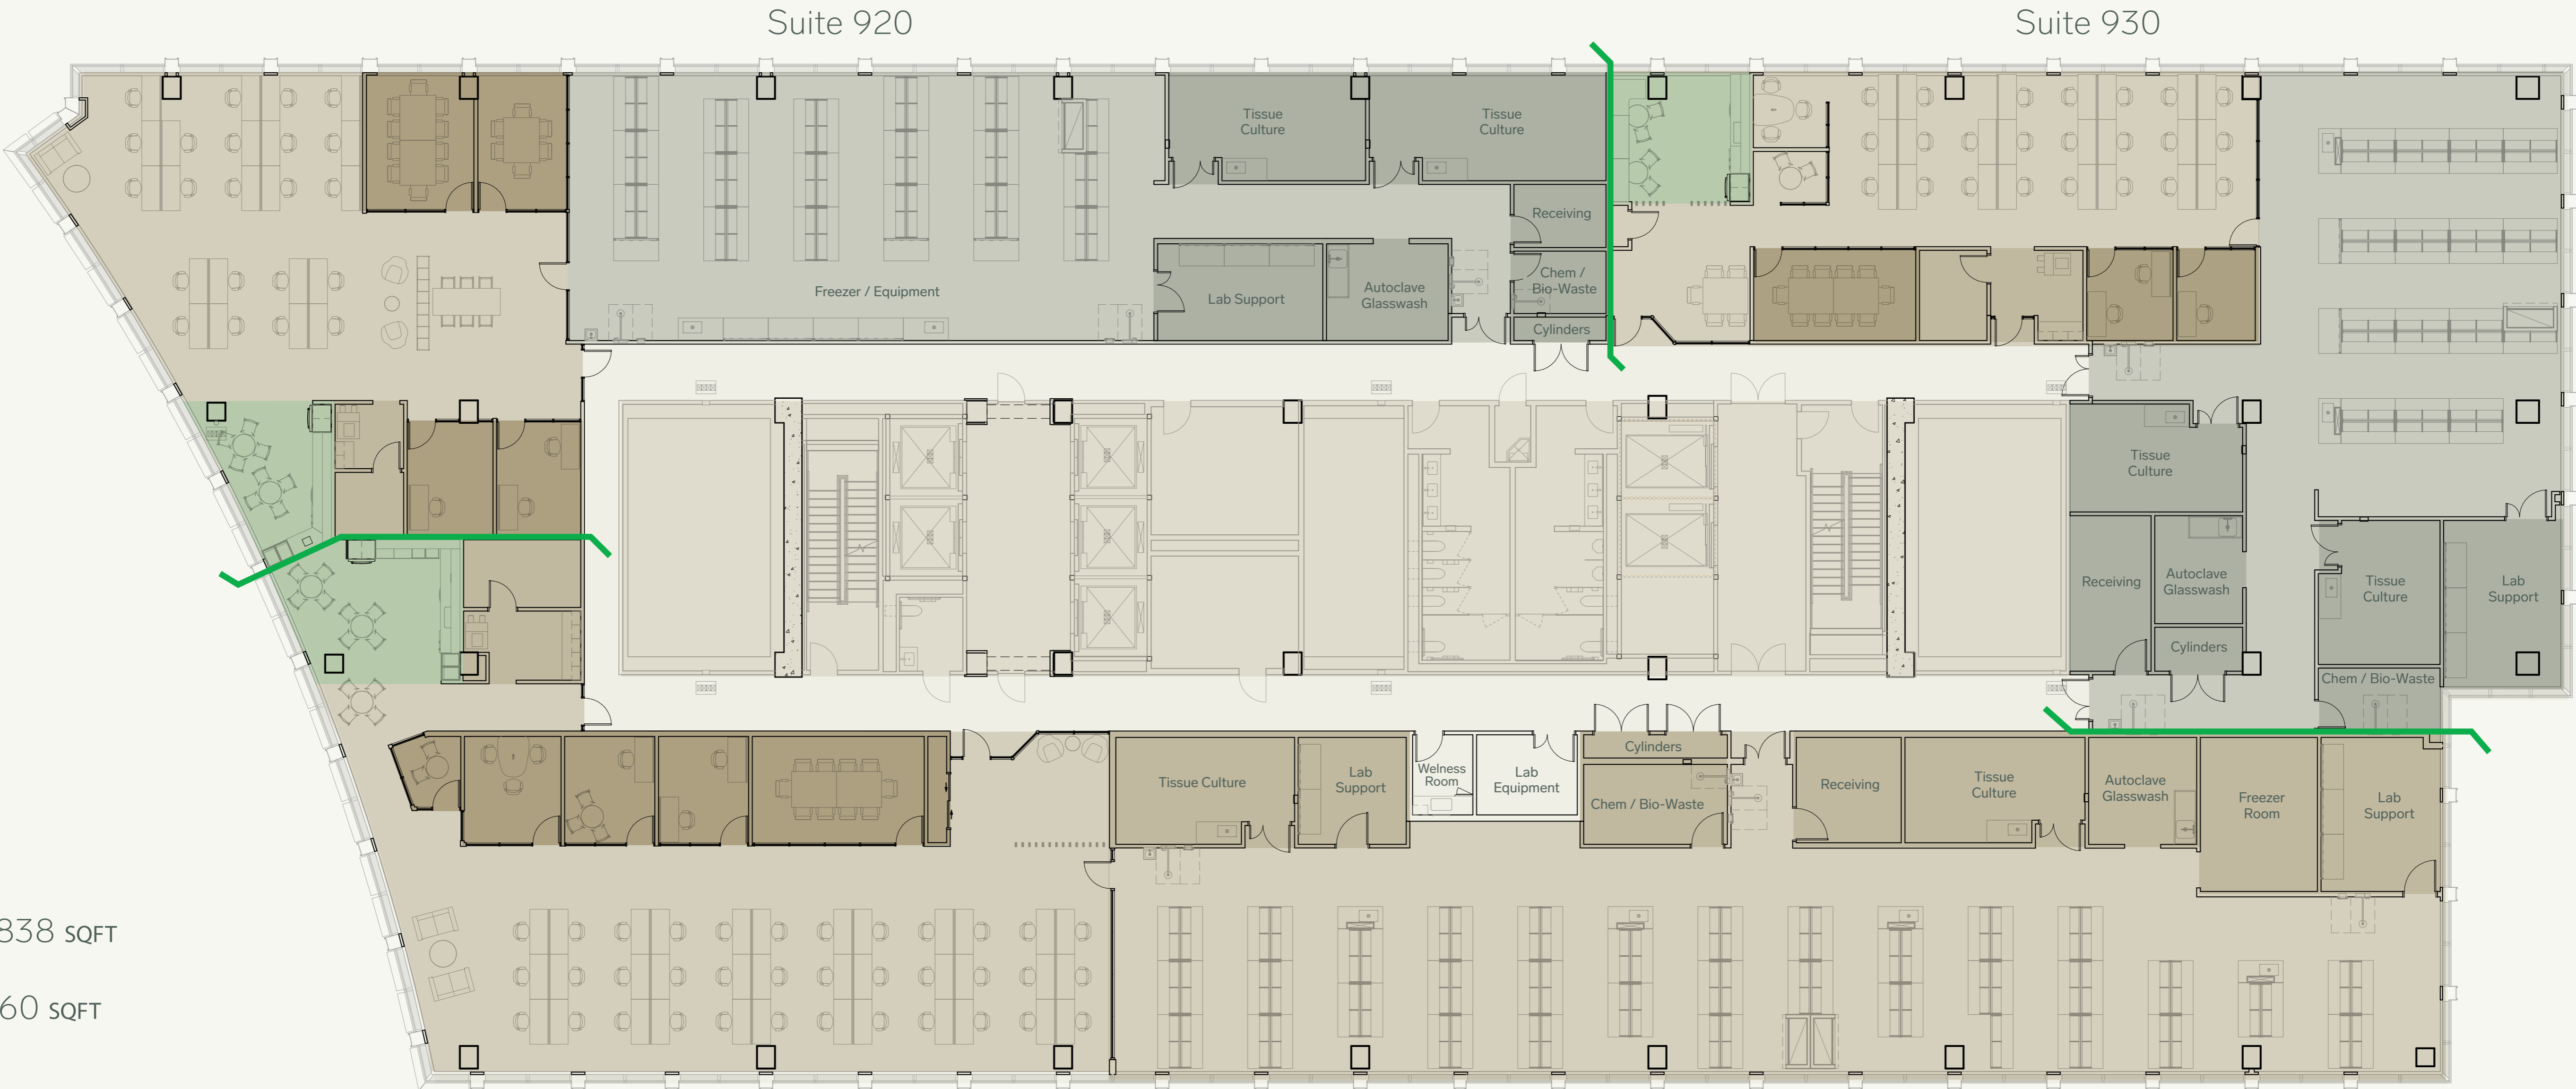 Suite 920
Suite 930
Tissue
Culture
Tissue
Culture
Receiving
Freezer / Equipment
Lab Support
Autoclave
Glasswash
Chem /
Bio-Waste
Cylinders
Tissue
Culture
Receiving
Autoclave
Glasswash
Tissue
Culture
Lab
Support
Cylinders
Chem / Bio-Waste
Tissue Culture
Lab
Support
Welness
Room
Lab
Equipment
Cylinders
Chem / Bio-Waste
Receiving
Tissue
Culture
Autoclave
Glasswash
Freezer
Room
Lab
Support
838 SQFT
60 SQFT